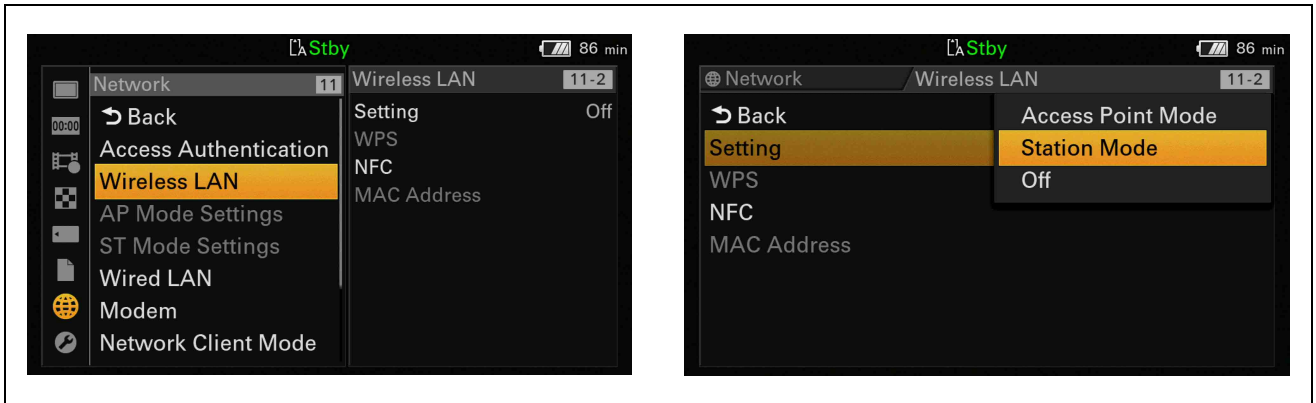 Stby
86 min
Network 11
Back
Access Authentication
Wireless LAN
AP Mode Settings
ST Mode Settings
Wired LAN
Modem
Network Client Mode
00:00
Wireless LAN 11-2
Setting Off
WPS
NFC
MAC Address
Stby
86 min
Network Wireless LAN 11-2
Back
Setting
WPS
NFC
MAC Address
Access Point Mode
Station Mode
Off